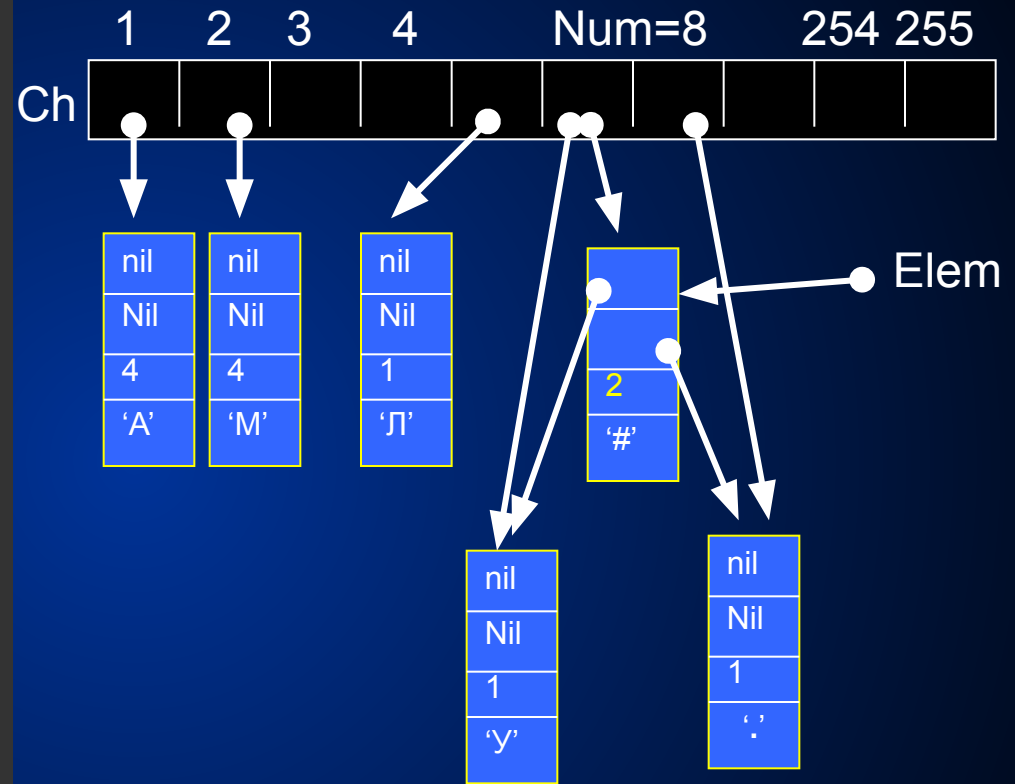 1 2 3 4 Num=8 254 255
Ch
nil nil nil
Elem
Nil Nil Nil
4 4 1
2
‘А’ ‘М’ ‘Л’
‘#’
nil nil
Nil Nil
1 1
‘У’ ‘.’